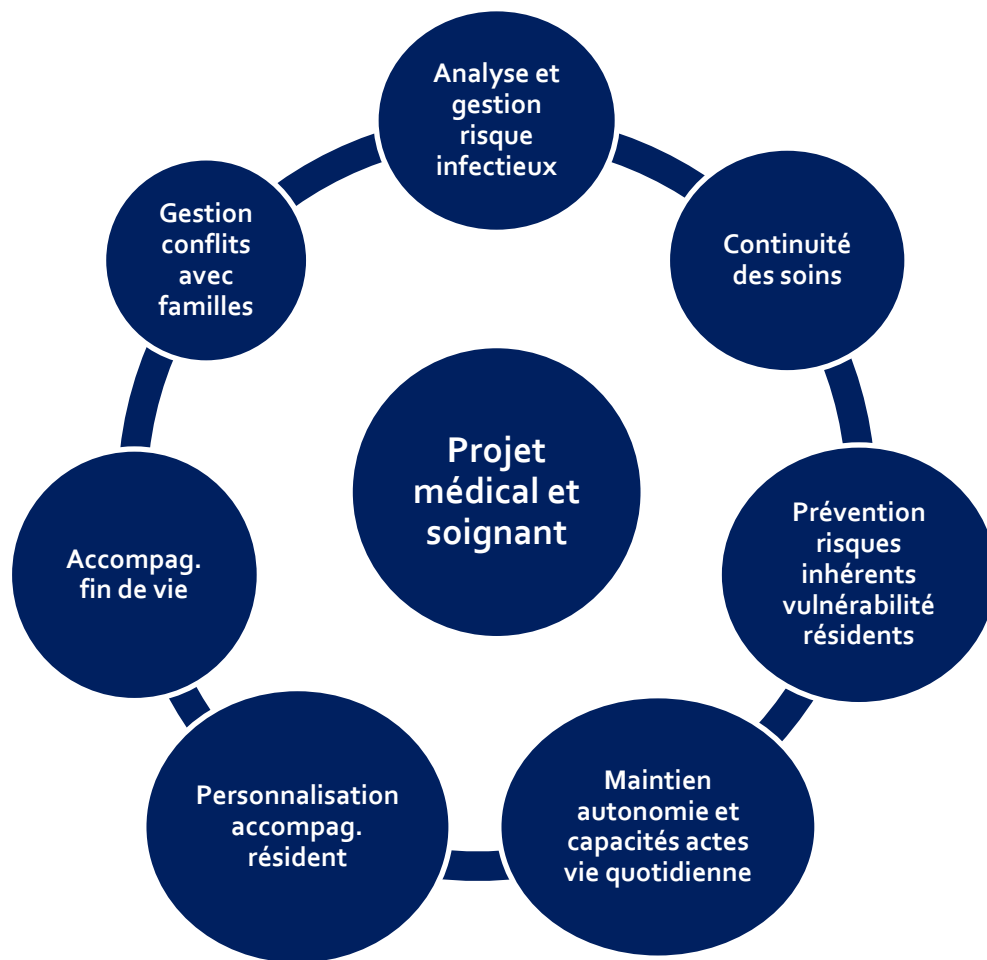 Analyse et
gestion
risque
infectieux
Continuité
des soins
Prévention
risques
inhérents
vulnérabilité
résidents
Maintien
autonomie et
capacités actes
vie quotidienne
Personnalisation
accompag.
résident
Accompag.
fin de vie
Gestion
conflits
avec
familles
Projet
médical et
soignant